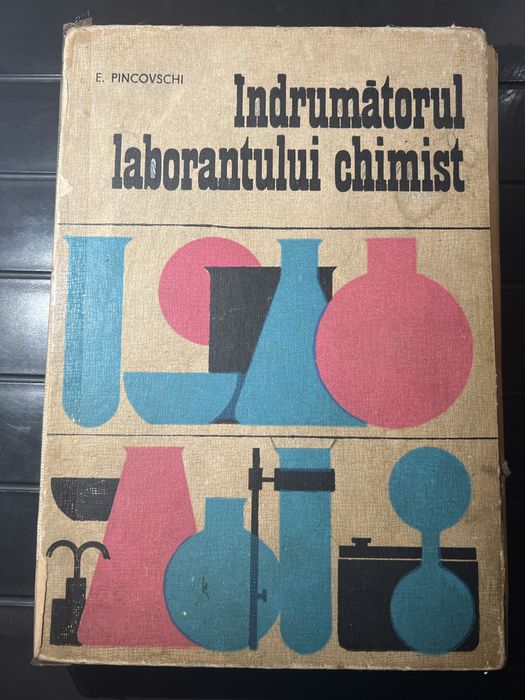 E. PINCOVSCHI
Indrumătorul
laborantului chimist